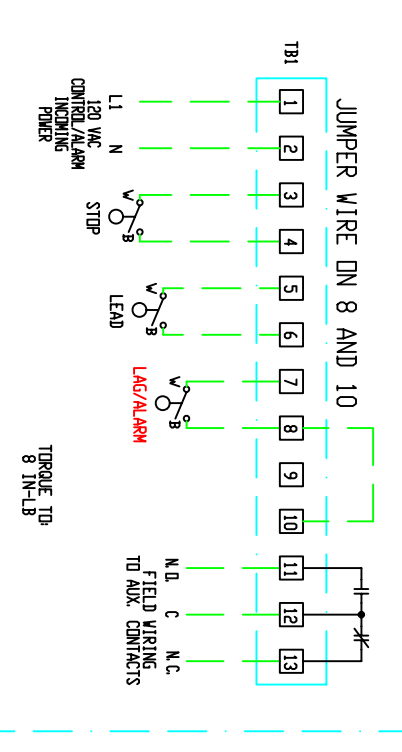 JUMPER WIRE ON 8 AND 10
TB1
1
2
3
4
5
6
7
8
9
10
11
12
13
L1
N
120 VAC
CONTROL/ALARM
INCOMING
POWER
W
B
STOP
W
B
LEAD
W
B
LAG/ALARM
N.O.
C
N.C.
FIELD WIRING
TO AUX. CONTACTS
TORQUE TO:
8 IN-LB